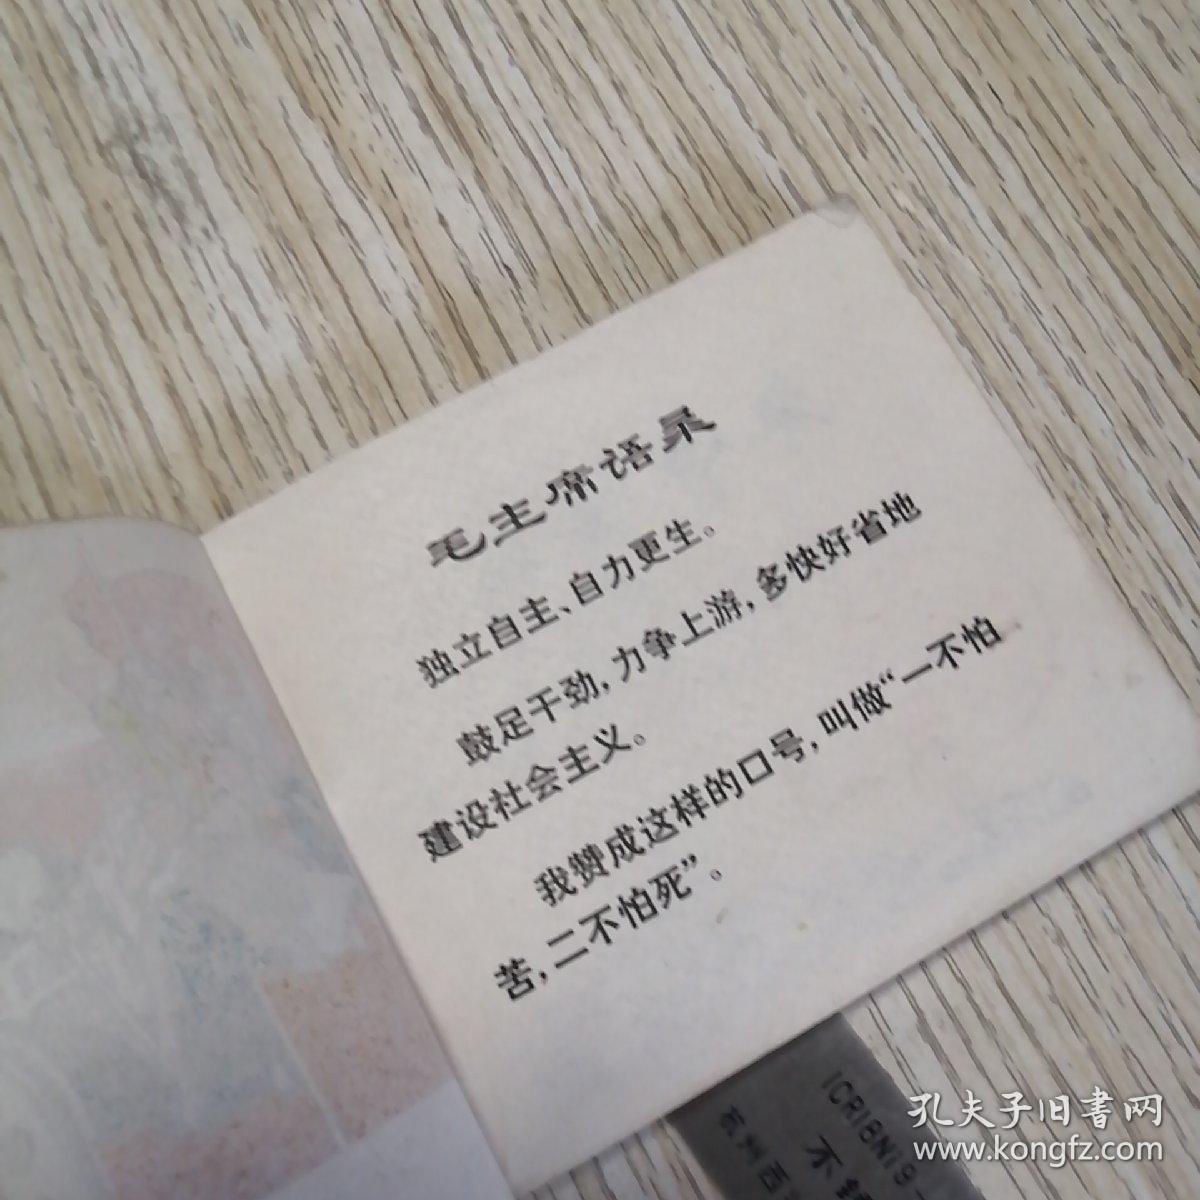 毛主席语录
独立自主、自力更生。
鼓足干劲，力争上游，多快好省地
建设社会主义。
我赞成这样的口号，叫做“一不怕
苦，二不怕死”。
ICRI8NI9
不
孔夫子旧書网
www.kongfz.com